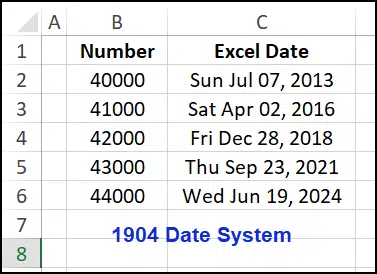 A B C
1 Number Excel Date
2 40000 Sun Jul 07, 2013
3 41000 Sat Apr 02, 2016
4 42000 Fri Dec 28, 2018
5 43000 Thu Sep 23, 2021
6 44000 Wed Jun 19, 2024
7 1904 Date System
8